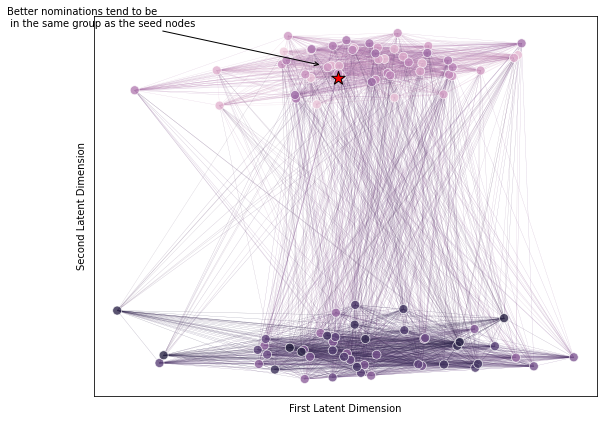 Better nominations tend to be
in the same group as the seed nodes
Second Latent Dimension
First Latent Dimension